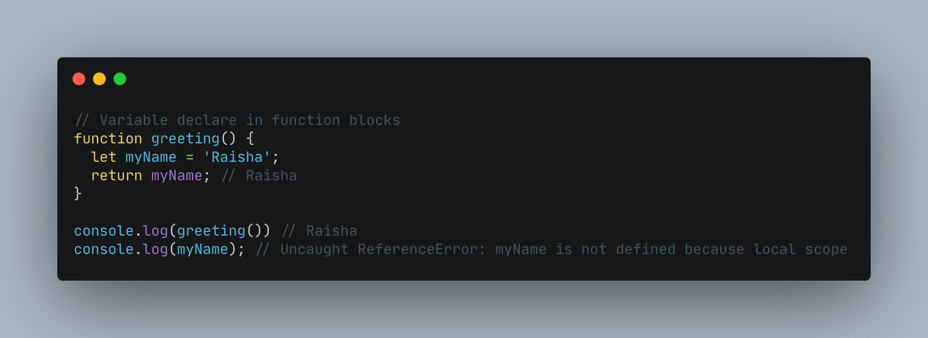 // Variable declare in function blocks
function greeting() {
  let myName = 'Raisha';
  return myName; // Raisha
}
console.log(greeting()) // Raisha
console.log(myName); // Uncaught ReferenceError: myName is not defined because local scope